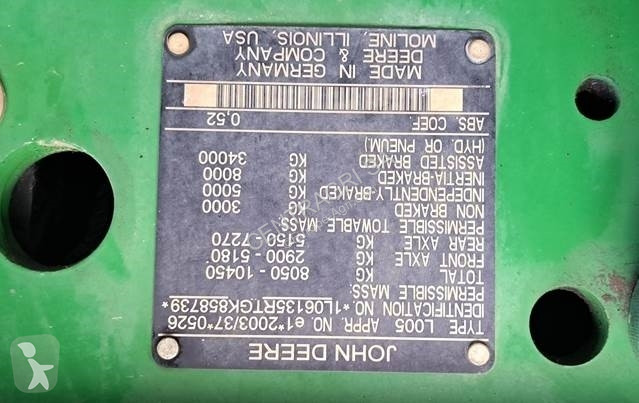 JOHN DEERE
TYPE L005 APPR. NO. e1*2003/37*0526
IDENTIFICATION NO. *1L06135RTGK858739*
PERMISSIBLE MASS:
TOTAL KG 8050 - 10450
FRONT AXLE KG 2900 - 5180
REAR AXLE KG 5150 - 7270
PERMISSIBLE TOWABLE MASS:
NON BRAKED KG 3000
INDEPENDENTLY-BRAKED KG 5000
INERTIA-BRAKED KG 8000
ASSISTED BRAKED KG 34000
(HYD. OR PNEUM)
ABS. COEF. 0,52
MADE IN GERMANY
DEERE & COMPANY
MOLINE, ILLINOIS, USA